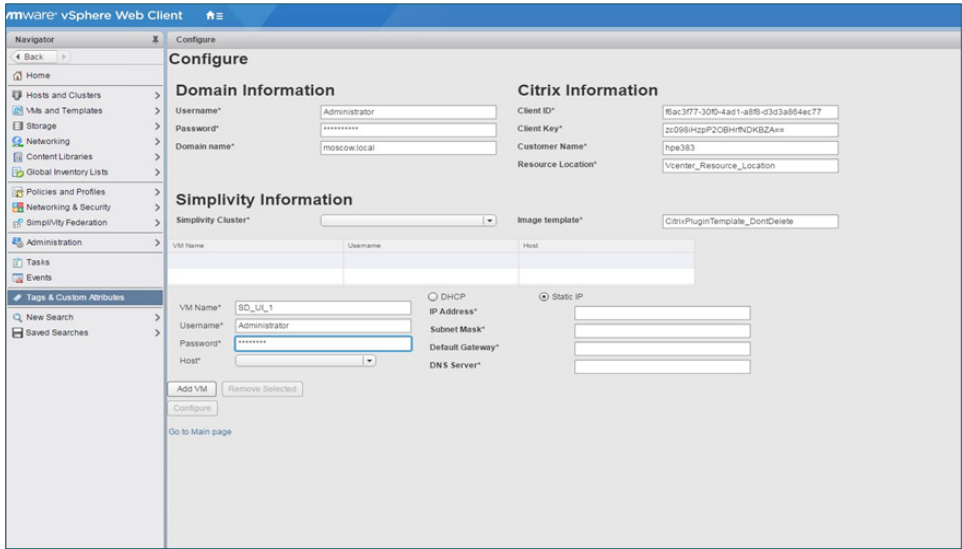 vmware® vSphere Web Client
Navigator
Back
Home
Hosts and Clusters
VMs and Templates
Storage
Networking
Content Libraries
Global Inventory Lists
Policies and Profiles
Networking & Security
SimpliVity Federation
Administration
Tasks
Events
Tags & Custom Attributes
New Search
Saved Searches
Configure
Configure
Domain Information
Username* Administrator
Password* **********
Domain name* moscow.local
Citrix Information
Client ID* f6ac3f77-30f0-4ad1-a8f8-d3d3a864ec77
Client Key* zc098iHzpP2OBHrfNDKBZA==
Customer Name* hpe383
Resource Location* Vcenter_Resource_Location
Simplivity Information
Simplivity Cluster*
Image template* CitrixPluginTemplate_DontDelete
VM Name Username Host
VM Name* SD_UI_1
Username* Administrator
Password* ********
Host*
DHCP Static IP
IP Address*
Subnet Mask*
Default Gateway*
DNS Server*
Add VM Remove Selected
Configure
Go to Main page